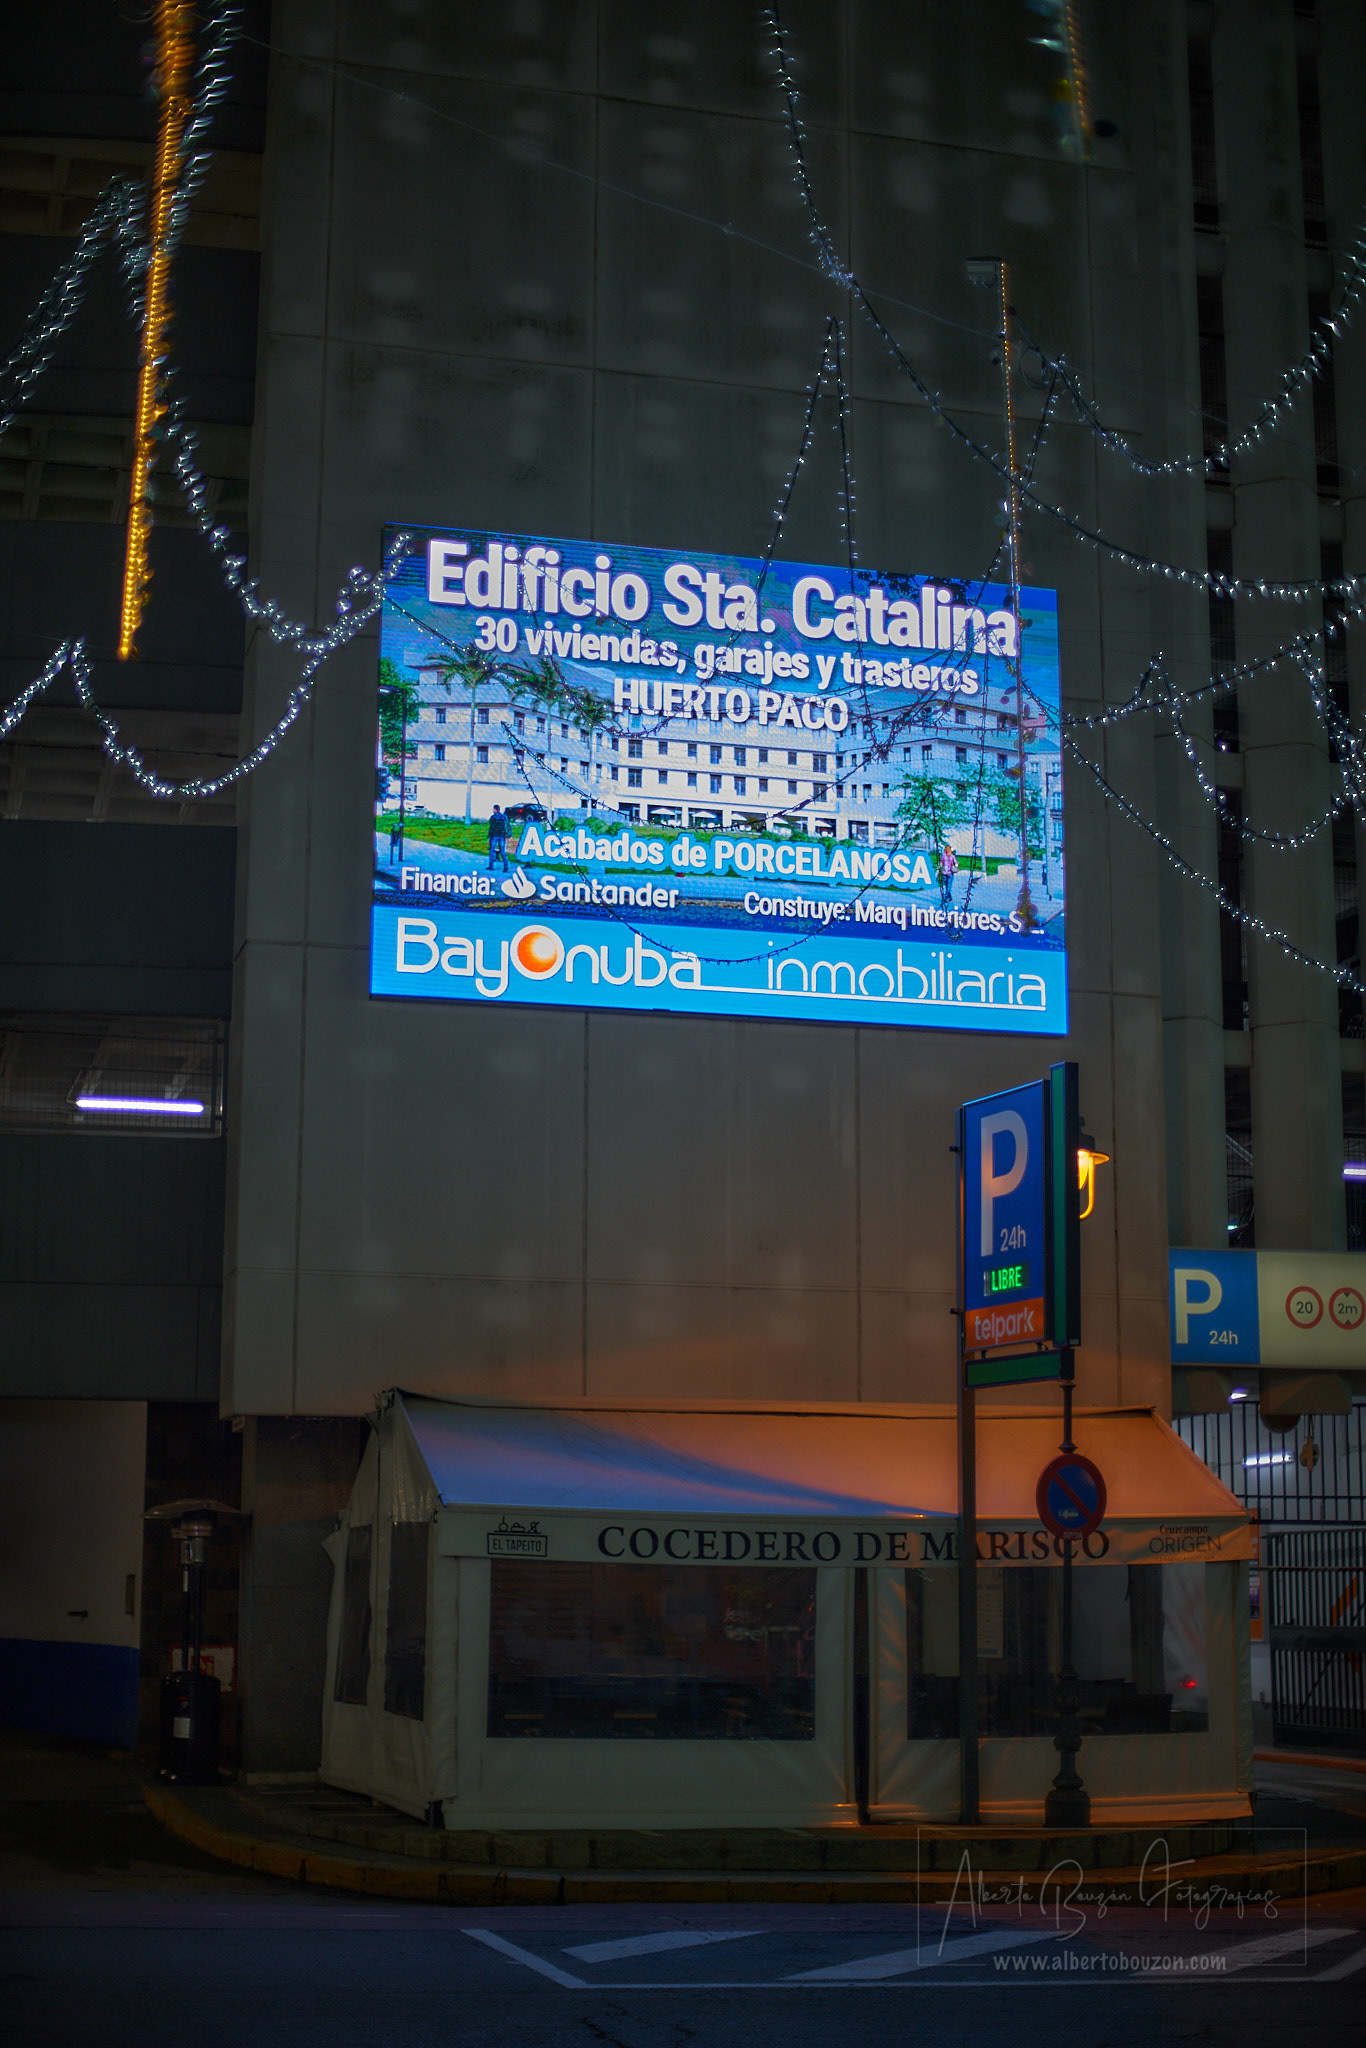 Edificio Sta. Catalina
30 viviendas, garajes y trasteros
HUERTO PACO
Acabados de PORCELANOSA
Financia: Santander
Construye: Marq Interiores, S.L.
BayOnuba inmobiliaria
P
24h
LIBRE
telpark
P
24h
20
2m
EL TAPEITO
COCEDERO DE MARISCO
Cruzcampo
ORIGEN
Alberto Bouzón Fotografías
www.albertobouzon.com